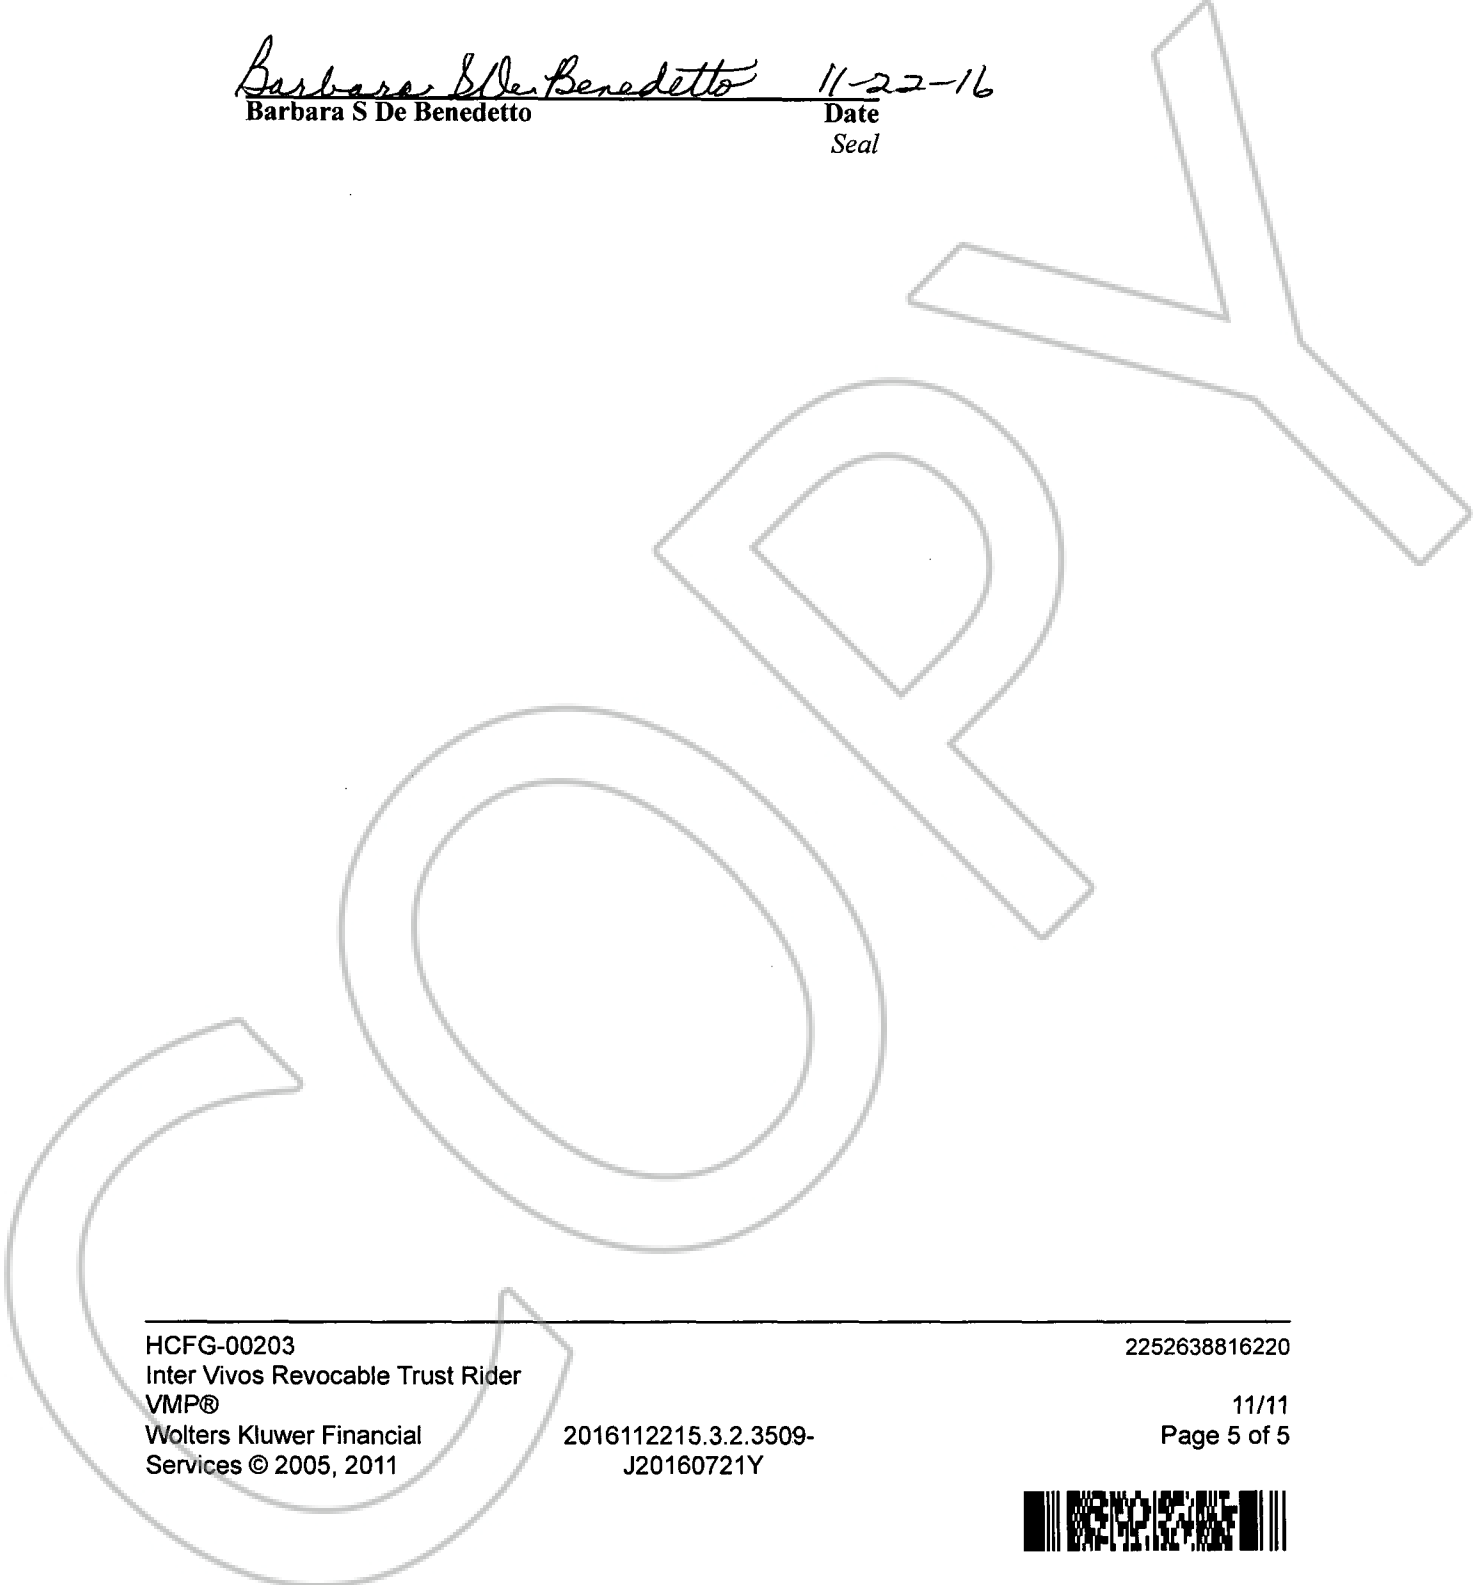 Barbara S De Benedetto 11-22-16
Barbara S De Benedetto Date
Seal
COPY
HCFG-00203 2252638816220
Inter Vivos Revocable Trust Rider
VMP® 11/11
Wolters Kluwer Financial 2016112215.3.2.3509- Page 5 of 5
Services © 2005, 2011 J20160721Y